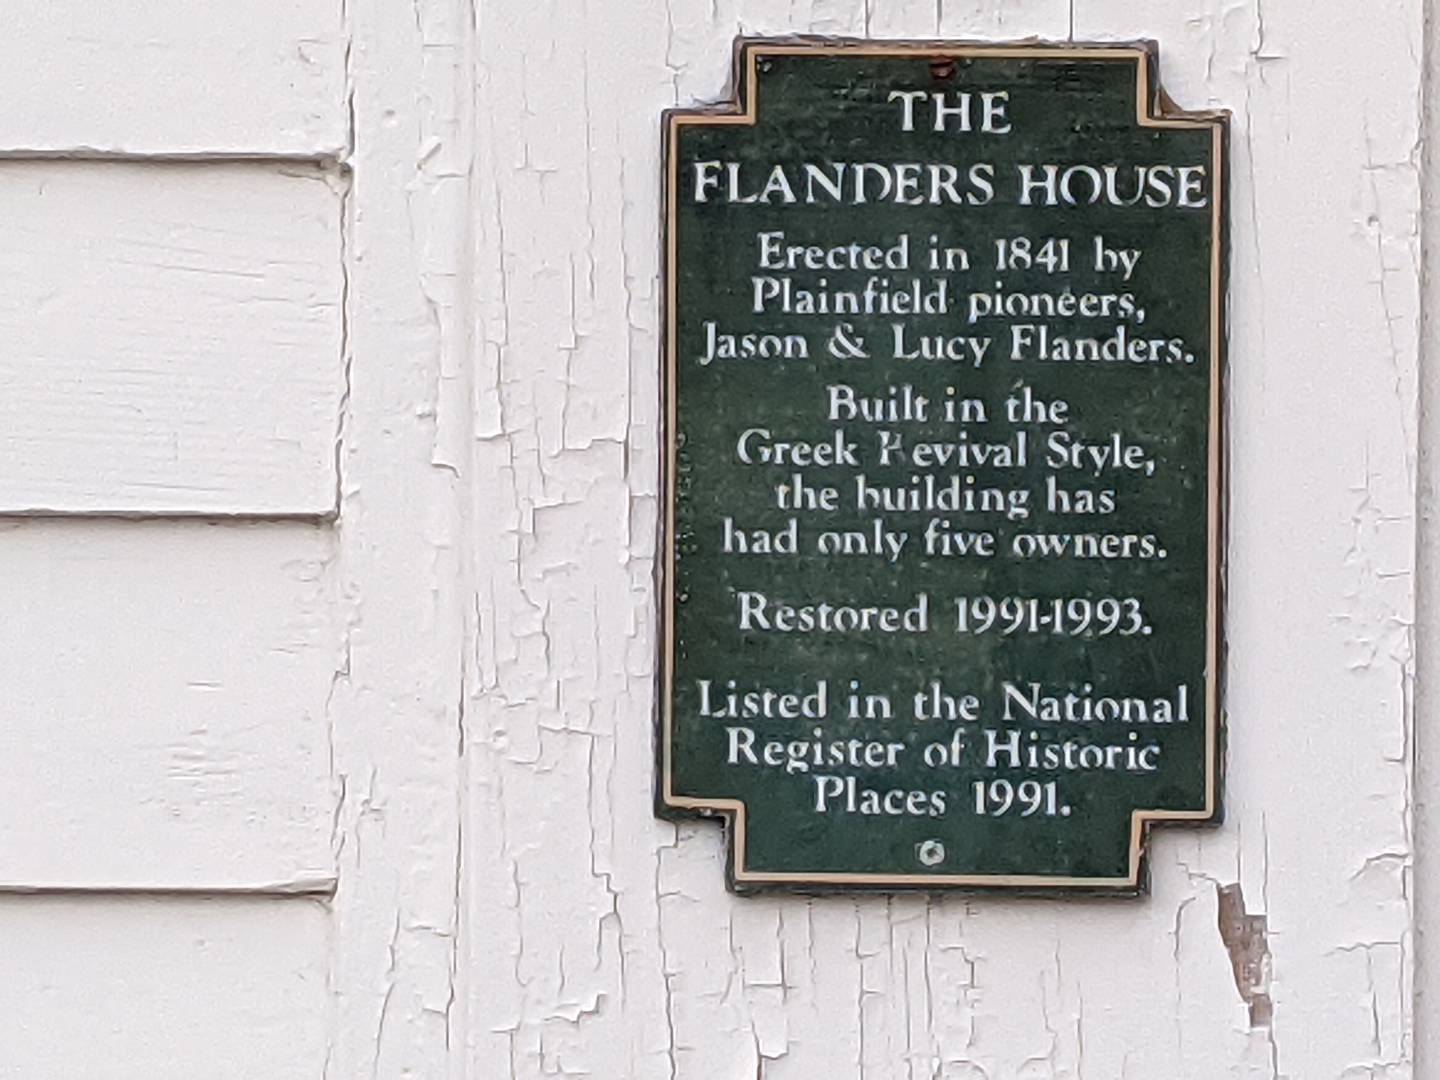 THE
FLANDERS HOUSE
Erected in 1841 by
Plainfield pioneers,
Jason & Lucy Flanders.
Built in the
Greek Revival Style,
the building has
had only five owners.
Restored 1991-1993.
Listed in the National
Register of Historic
Places 1991.